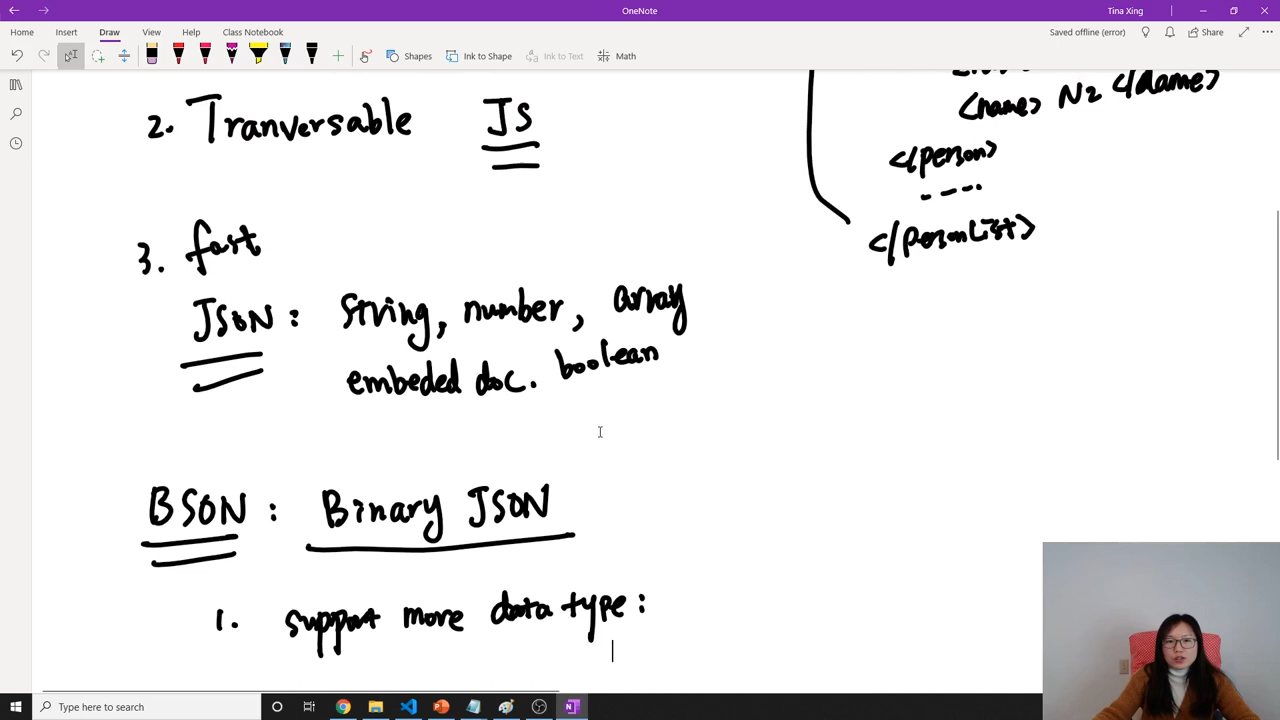 OneNote
Tina Xing
Home Insert Draw View Help Class Notebook
Saved offline (error) Share
Shapes Ink to Shape Ink to Text Math
<name> N2 </dame>
2. Tranversable JS
</person>
----
</personList>
3. fast
JSON: string, number, array
embeded doc. boolean
BSON: Binary JSON
1. support more data type:
Type here to search